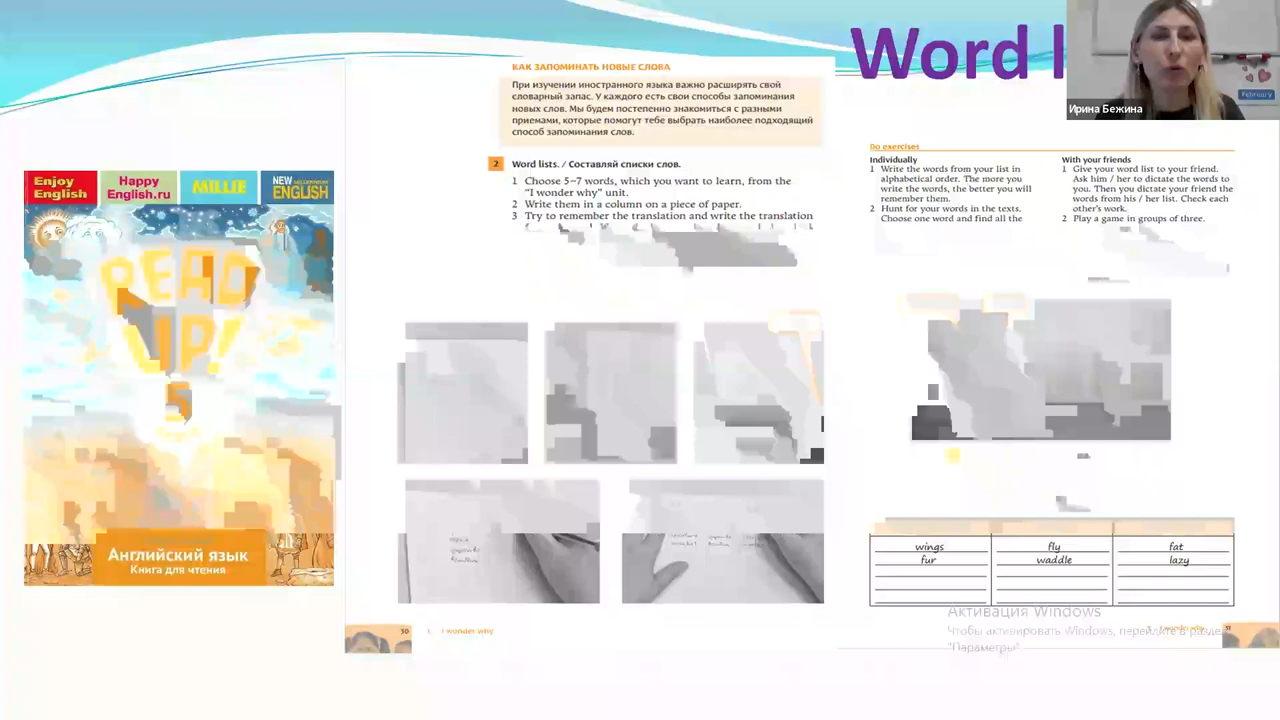 Word l
Ирина Бежина
February
Enjoy
English
Happy
English.ru
MILLIE
NEW
ENGLISH
READ
UP!
5
Английский язык
Книга для чтения
КАК ЗАПОМИНАТЬ НОВЫЕ СЛОВА
При изучении иностранного языка важно расширять свой
словарный запас. У каждого есть свои способы запоминания
новых слов. Мы будем постепенно знакомиться с разными
приемами, которые помогут тебе выбрать наиболее подходящий
способ запоминания слов.
2 Word lists. / Составляй списки слов.
1 Choose 5–7 words, which you want to learn, from the
“I wonder why” unit.
2 Write them in a column on a piece of paper.
3 Try to remember the translation and write the translation
30 I wonder why
Do exercises
Individually
1 Write the words from your list in
alphabetical order. The more you
write the words, the better you will
remember them.
2 Hunt for your words in the texts.
Choose one word and find all the
With your friends
1 Give your word list to your friend.
Ask him / her to dictate the words to
you. Then you dictate your friend the
words from his / her list. Check each
other's work.
2 Play a game in groups of three.
wings fly fat
fur waddle lazy
Активация Windows
Чтобы активировать Windows, перейдите в разде
"Параметры"
31